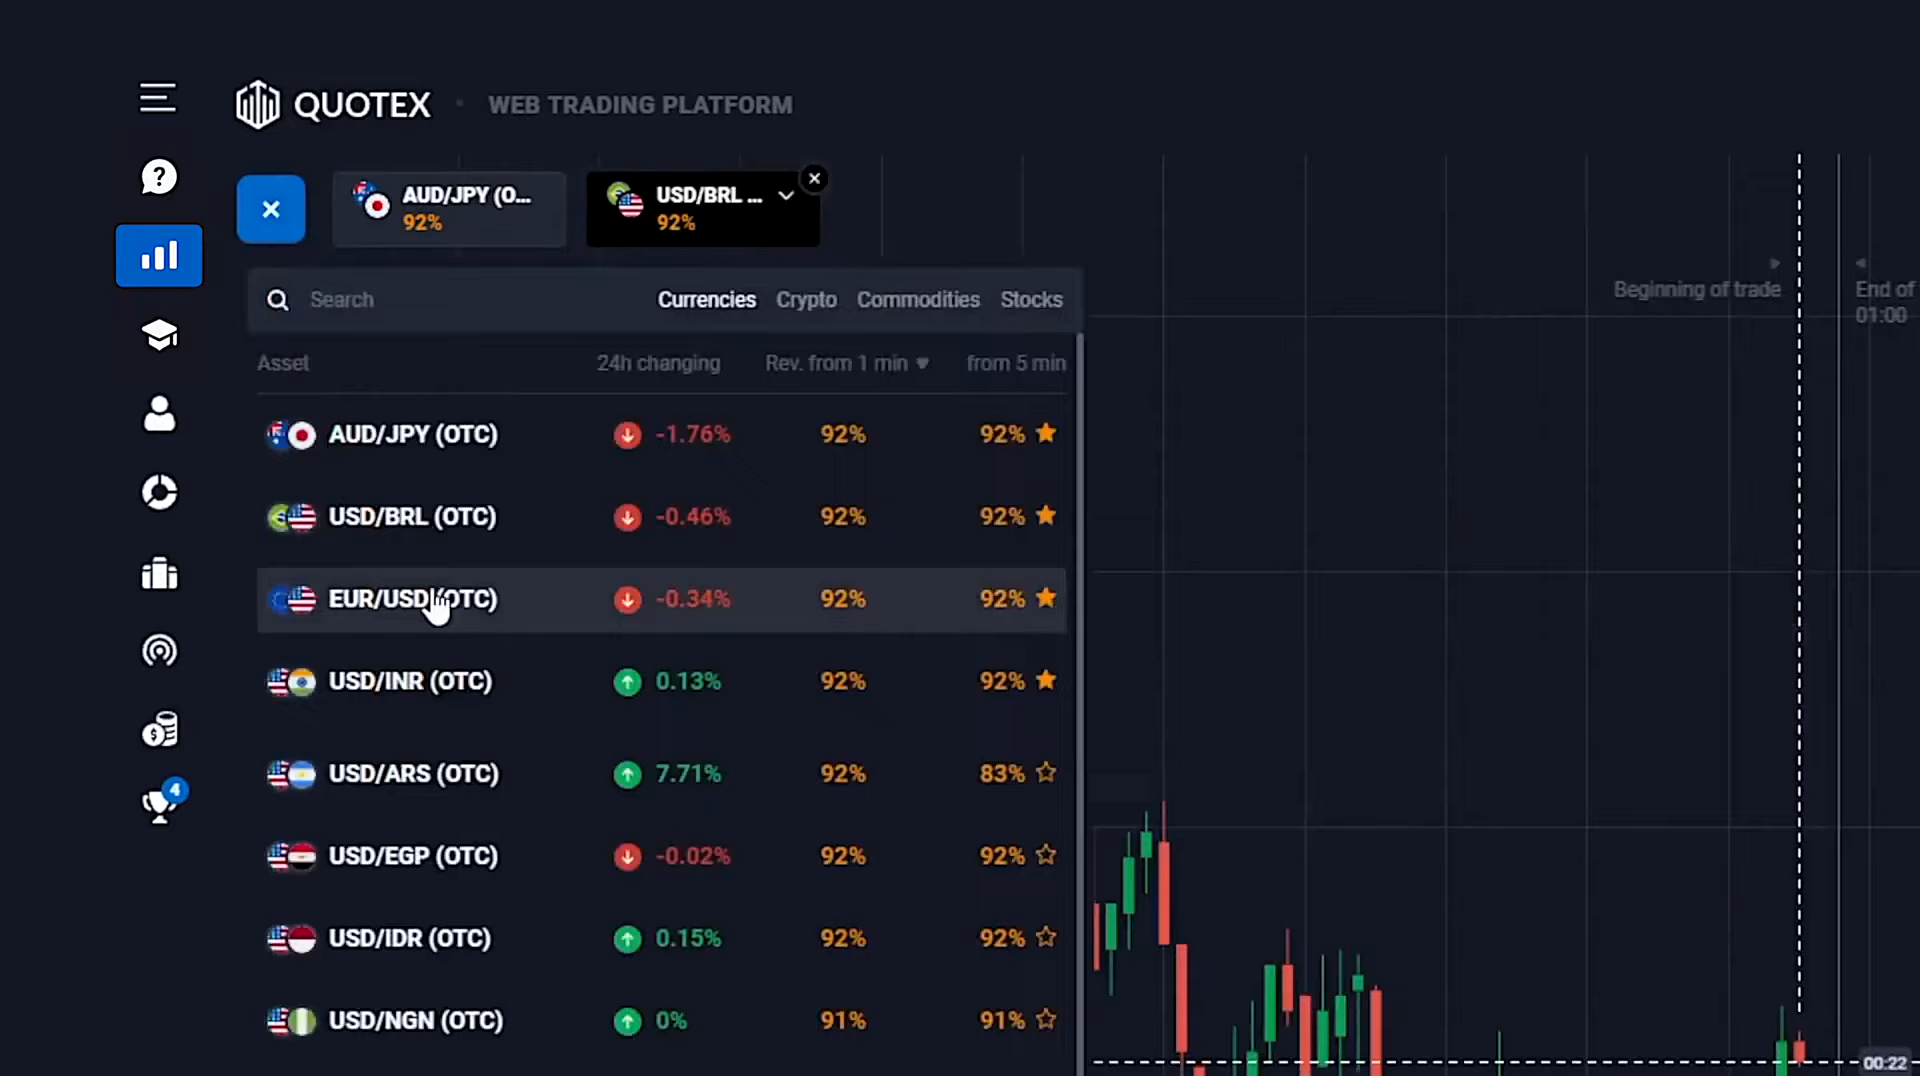 QUOTEX • WEB TRADING PLATFORM
?
AUD/JPY (O...
92%
USD/BRL ...
92%
Search
Currencies Crypto Commodities Stocks
Asset 24h changing Rev. from 1 min from 5 min
AUD/JPY (OTC) -1.76% 92% 92%
USD/BRL (OTC) -0.46% 92% 92%
EUR/USD (OTC) -0.34% 92% 92%
USD/INR (OTC) 0.13% 92% 92%
USD/ARS (OTC) 7.71% 92% 83%
USD/EGP (OTC) -0.02% 92% 92%
USD/IDR (OTC) 0.15% 92% 92%
USD/NGN (OTC) 0% 91% 91%
4
Beginning of trade
End of
01:00
00:22